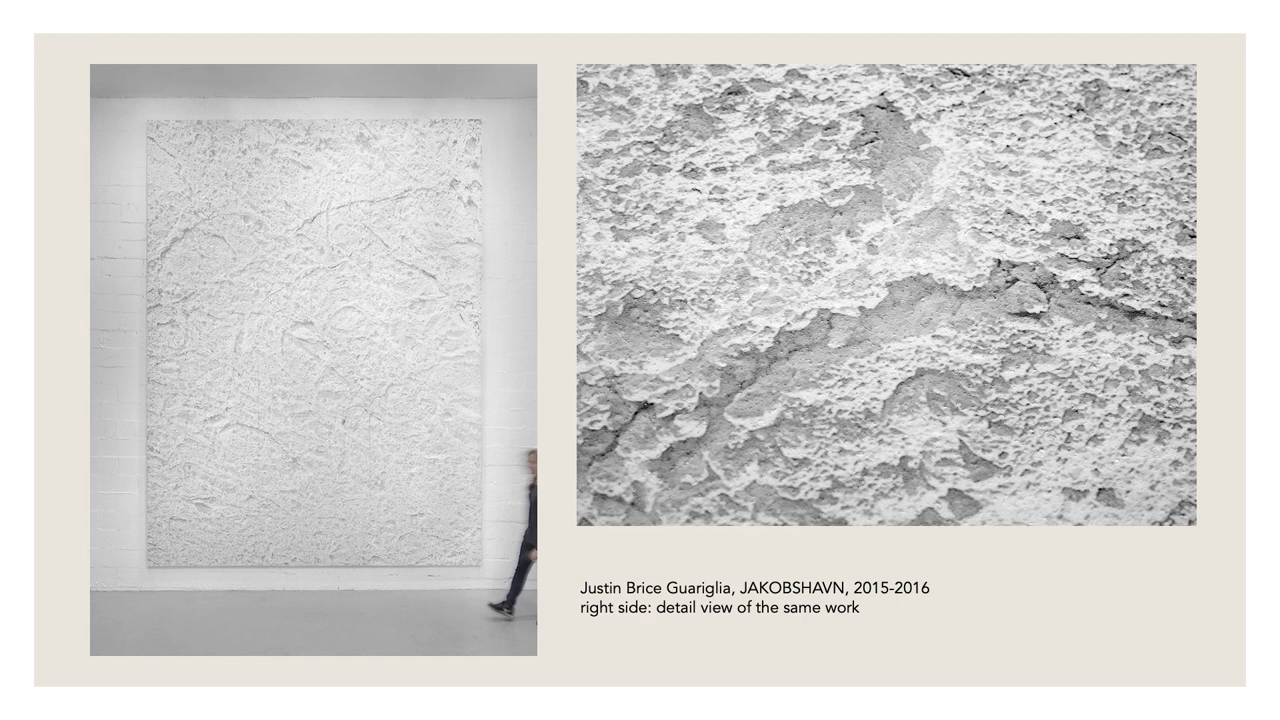 Justin Brice Guariglia, JAKOBSHAVN, 2015-2016
right side: detail view of the same work